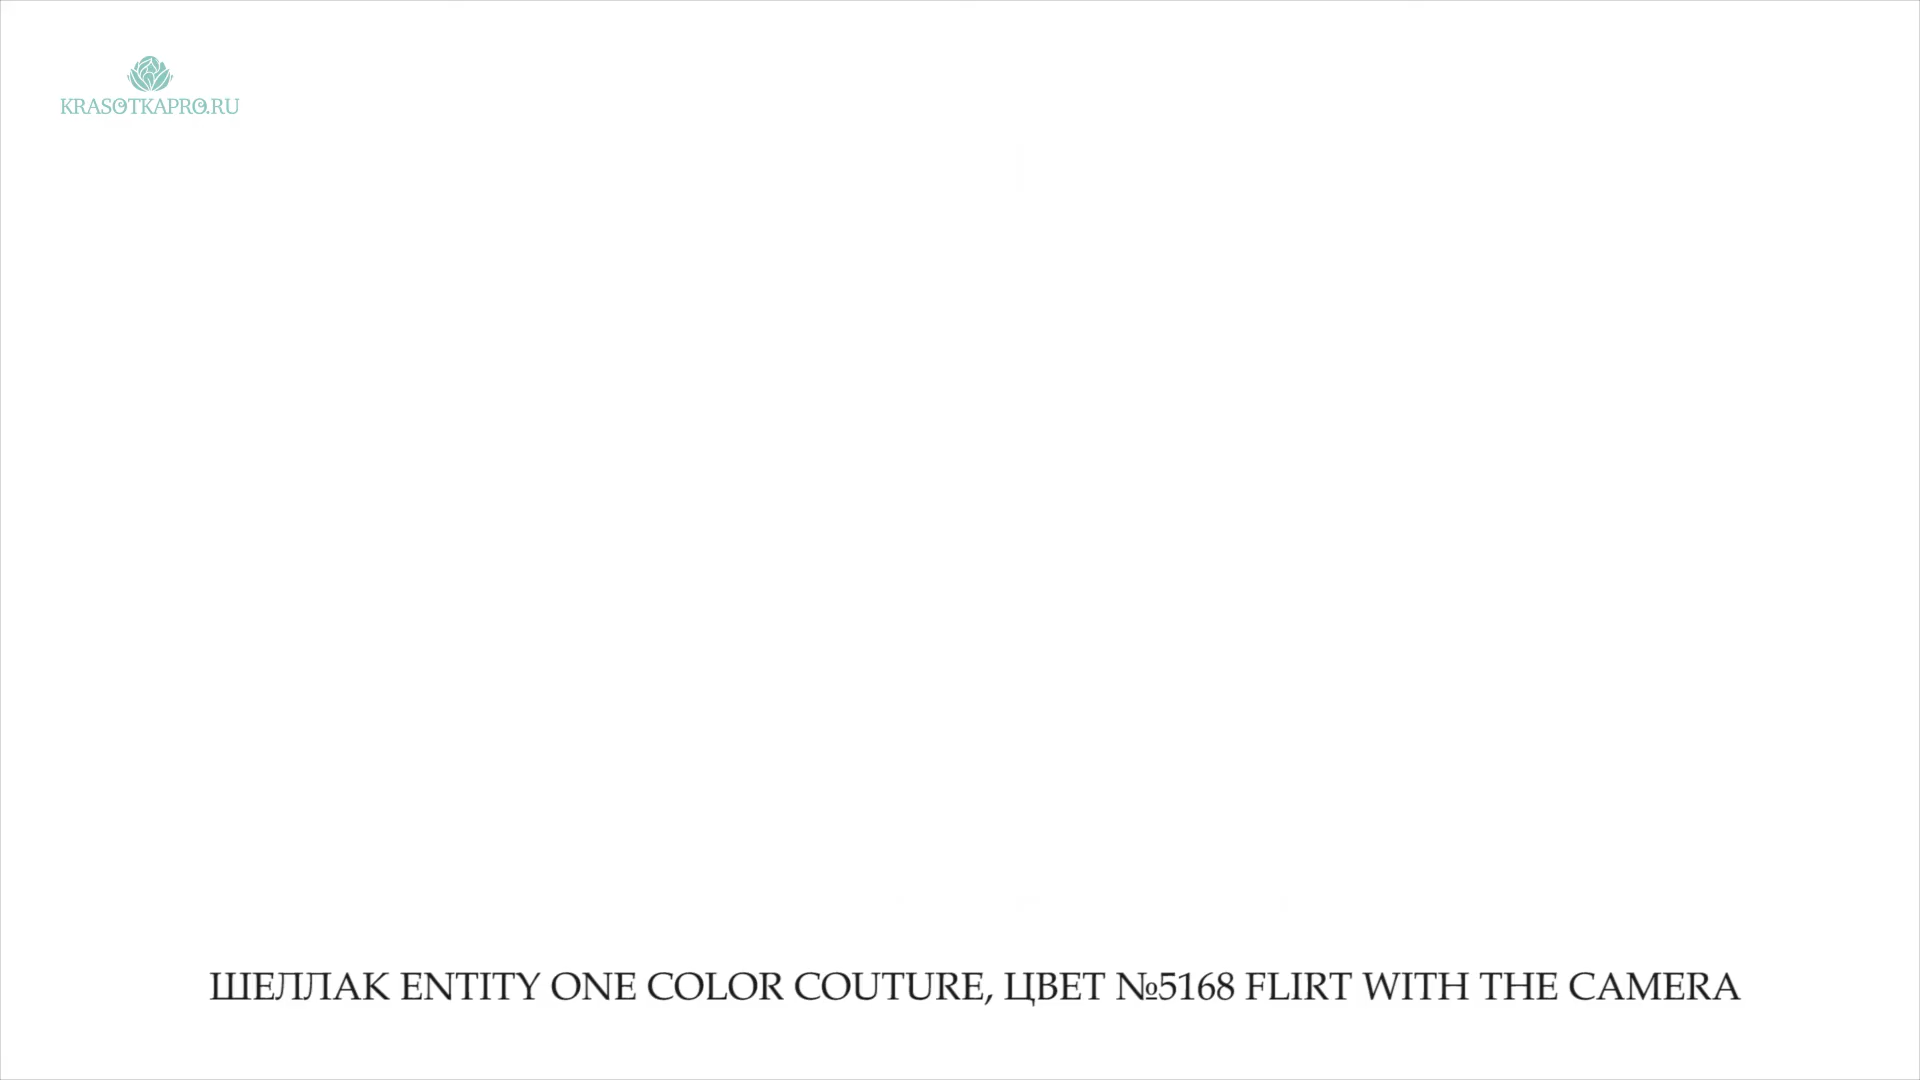 KRASOTKAPRO.RU
ШЕЛЛАК ENTITY ONE COLOR COUTURE, ЦВЕТ №5168 FLIRT WITH THE CAMERA